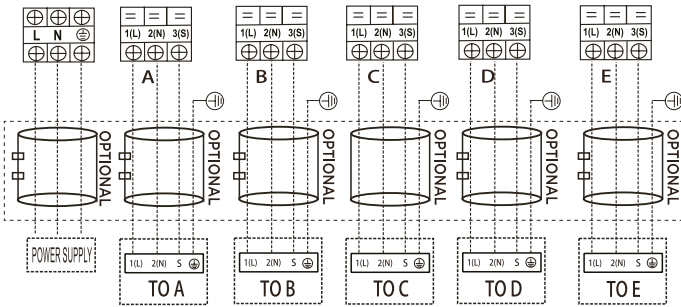 L N
1(L) 2(N) 3(S)
1(L) 2(N) 3(S)
1(L) 2(N) 3(S)
1(L) 2(N) 3(S)
1(L) 2(N) 3(S)
A
B
C
D
E
OPTIONAL
OPTIONAL
OPTIONAL
OPTIONAL
OPTIONAL
OPTIONAL
POWER SUPPLY
1(L) 2(N) S
1(L) 2(N) S
1(L) 2(N) S
1(L) 2(N) S
1(L) 2(N) S
TO A
TO B
TO C
TO D
TO E